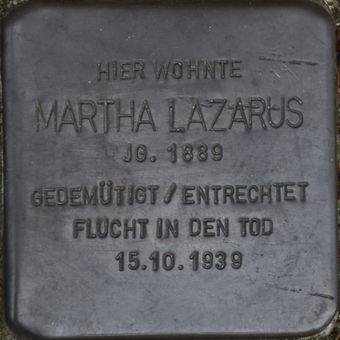 HIER WOHNTE
MARTHA LAZARUS
JG. 1889
GEDEMÜTIGT / ENTRECHTET
FLUCHT IN DEN TOD
15.10.1939